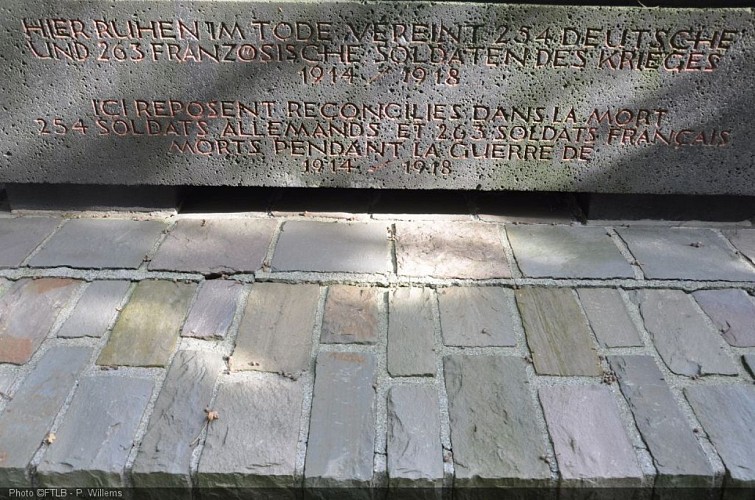 HIER RUHEN IM TODE VEREINT 254 DEUTSCHE
UND 263 FRANZÖSISCHE SOLDATEN DES KRIEGES
1914 / 1918
ICI REPOSENT RECONCILIES DANS LA MORT
254 SOLDATS ALLEMANDS ET 263 SOLDATS FRANÇAIS
MORTS PENDANT LA GUERRE DE
1914 / 1918
Photo ©FTLB - P. Willems